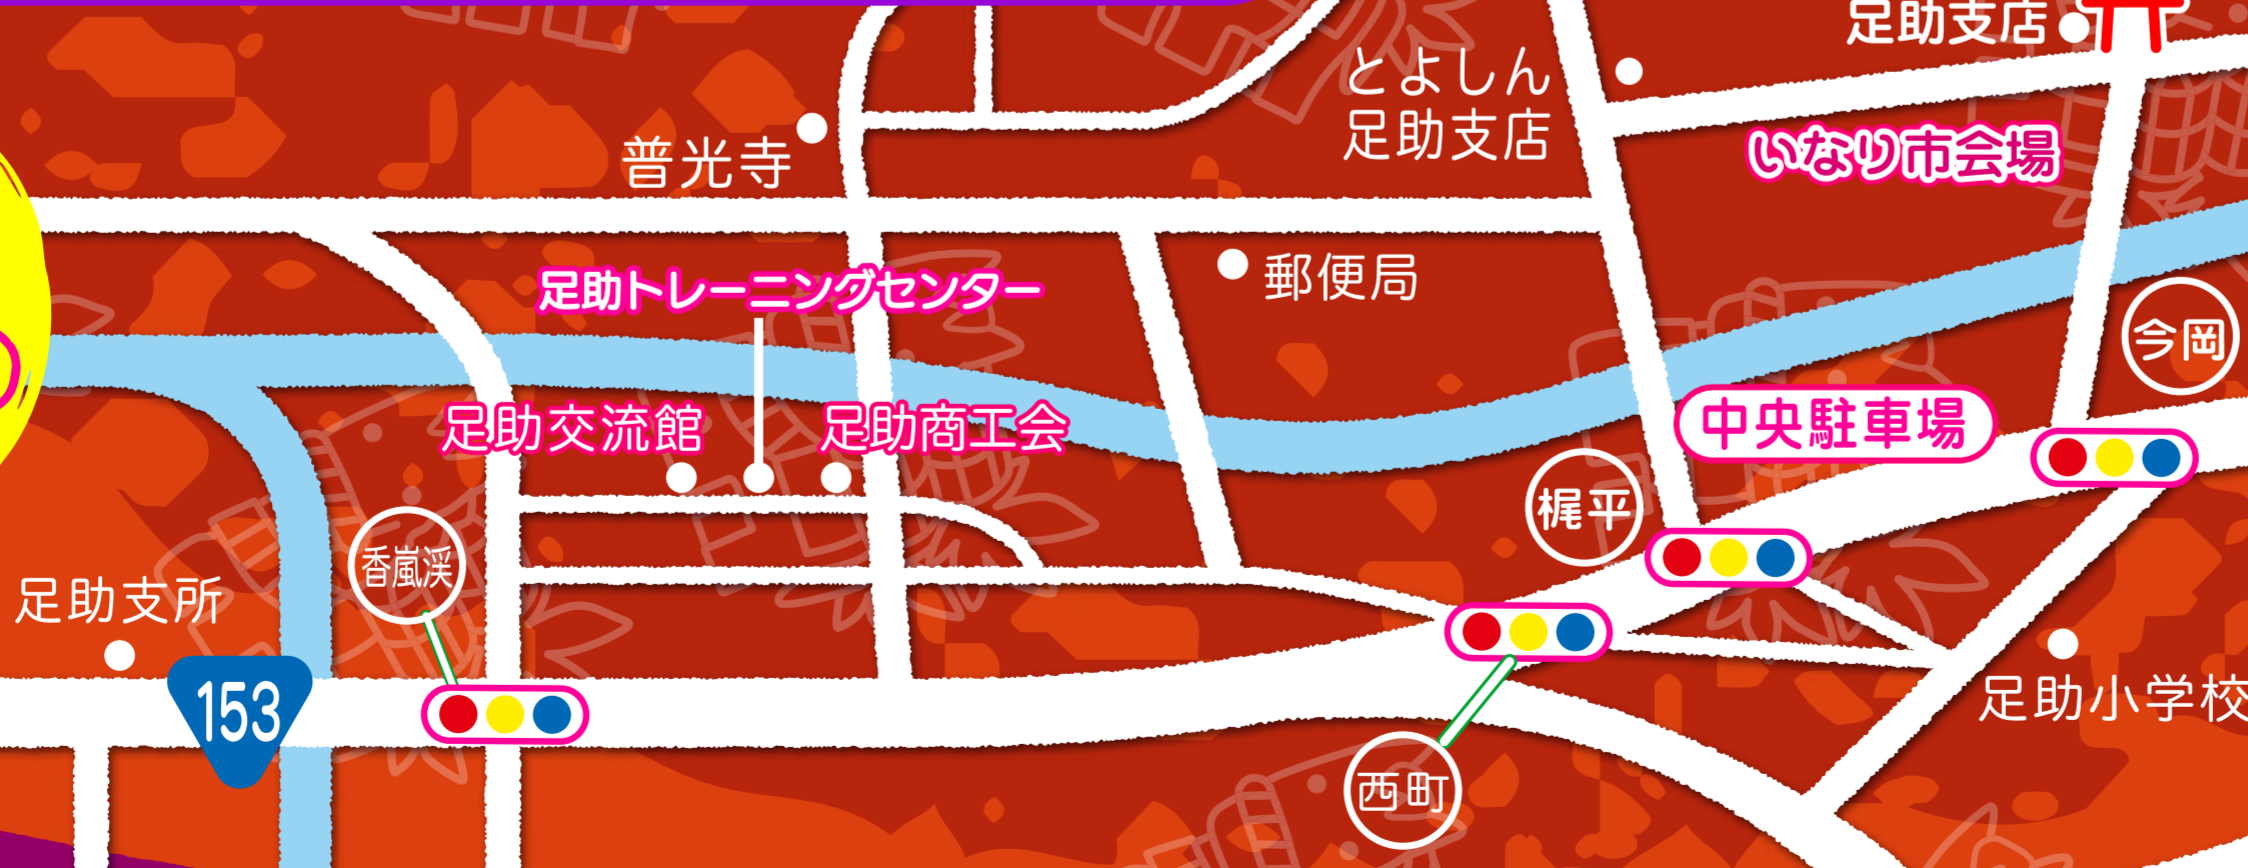 足助支店
とよしん
足助支店
普光寺
いなり市会場
郵便局
足助トレーニングセンター
今岡
足助交流館
足助商工会
中央駐車場
梶平
香嵐渓
足助支所
153
足助小学校
西町